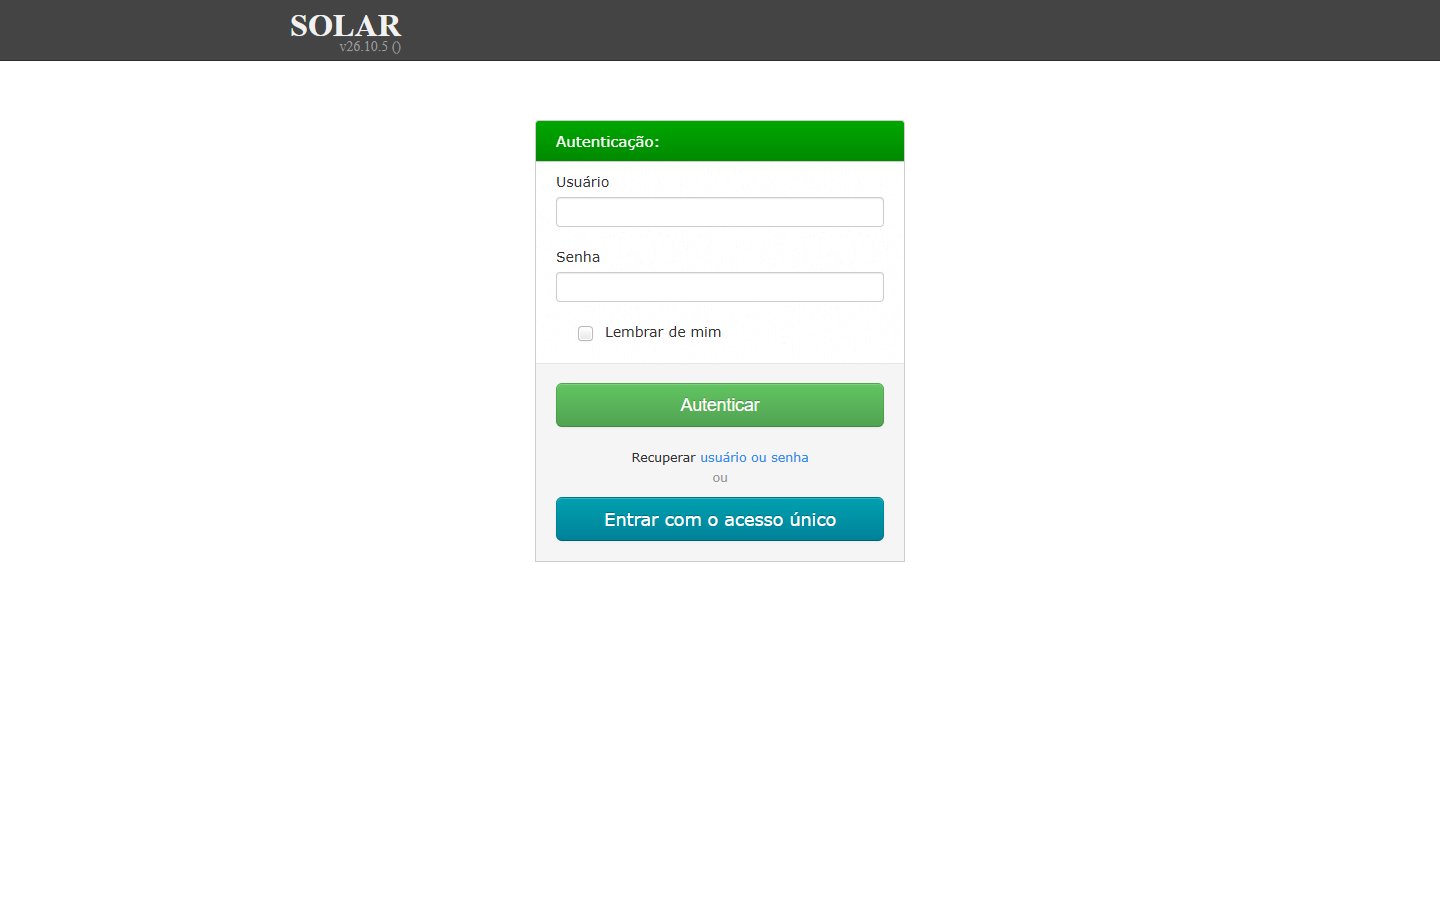 SOLAR
v26.10.5 ()
Autenticação:
Usuário
Senha
Lembrar de mim
Autenticar
Recuperar usuário ou senha
ou
Entrar com o acesso único